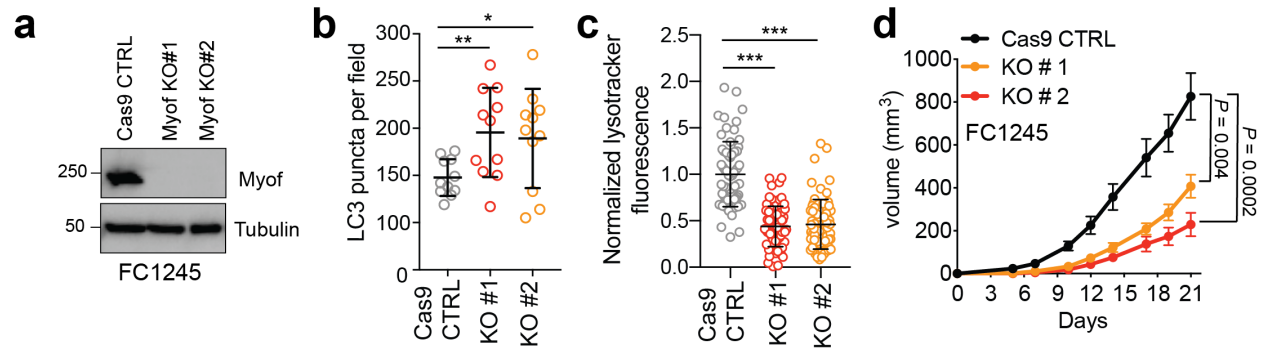 a
Cas9 CTRL
Myof KO#1
Myof KO#2
250
Myof
50
Tubulin
FC1245
b
LC3 puncta per field
300
250
200
150
100
0
**
*
Cas9
CTRL
KO #1
KO #2
c
Normalized lysotracker
fluorescence
2.5
2.0
1.5
1.0
0.5
0.0
***
***
Cas9
CTRL
KO #1
KO #2
d
volume (mm³)
1000
800
600
400
200
0
Cas9 CTRL
KO # 1
KO # 2
FC1245
P = 0.004
P = 0.0002
0 3 6 9 12 15 18 21
Days